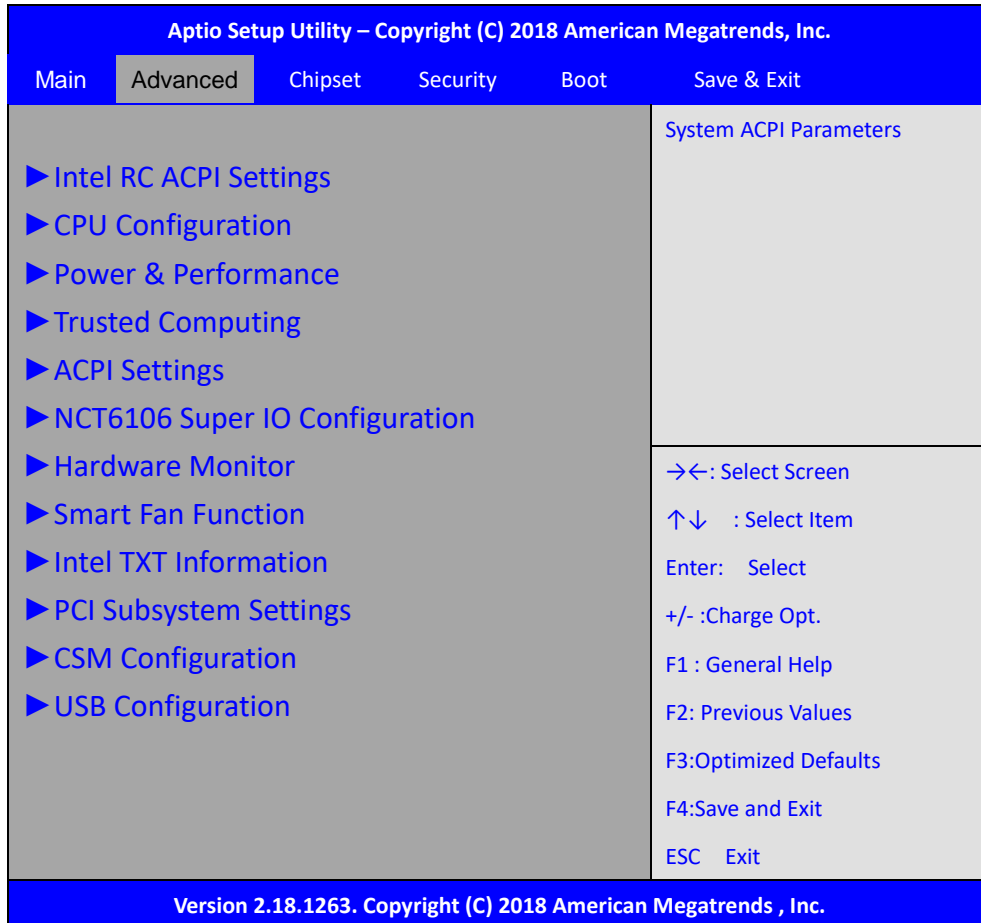 Aptio Setup Utility – Copyright (C) 2018 American Megatrends, Inc.
Main Advanced Chipset Security Boot Save & Exit
►Intel RC ACPI Settings
►CPU Configuration
►Power & Performance
►Trusted Computing
►ACPI Settings
►NCT6106 Super IO Configuration
►Hardware Monitor
►Smart Fan Function
►Intel TXT Information
►PCI Subsystem Settings
►CSM Configuration
►USB Configuration
System ACPI Parameters
→←: Select Screen
↑↓ : Select Item
Enter: Select
+/- :Charge Opt.
F1 : General Help
F2: Previous Values
F3:Optimized Defaults
F4:Save and Exit
ESC Exit
Version 2.18.1263. Copyright (C) 2018 American Megatrends , Inc.